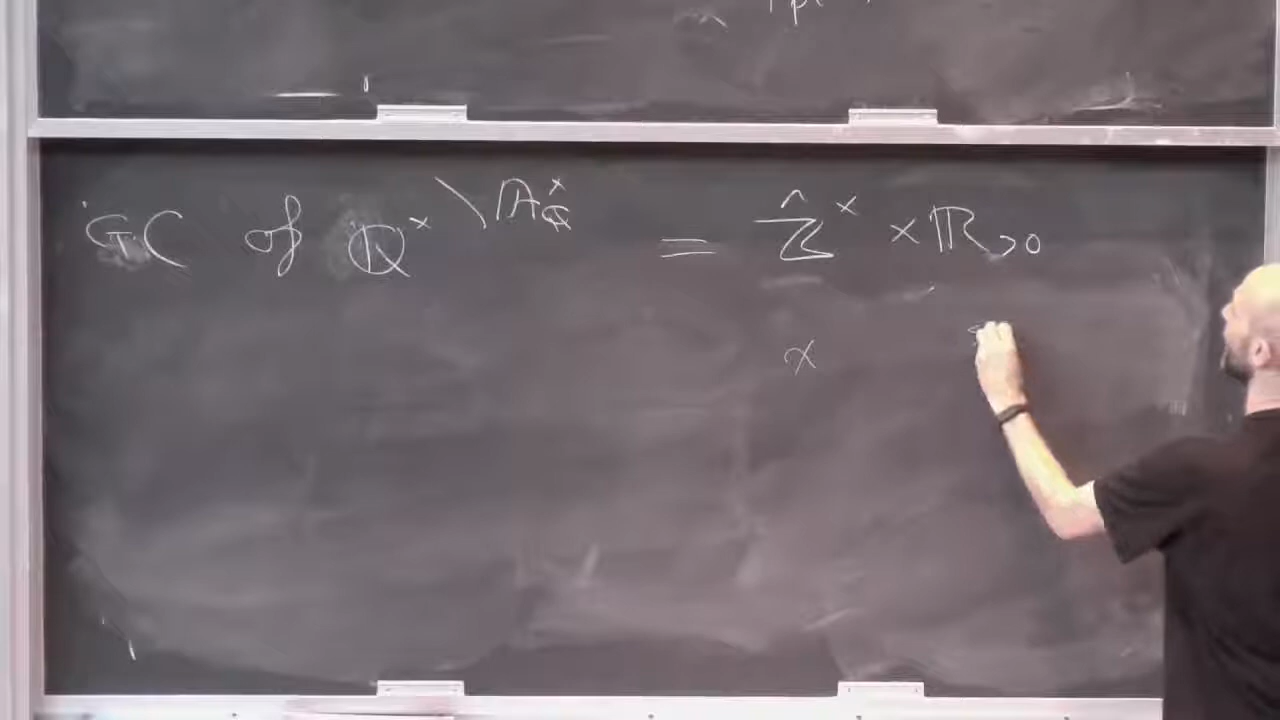 GC of ℚ^× \ 𝔸_ℚ^× = Ẑ^× × ℝ_{>0}
χ